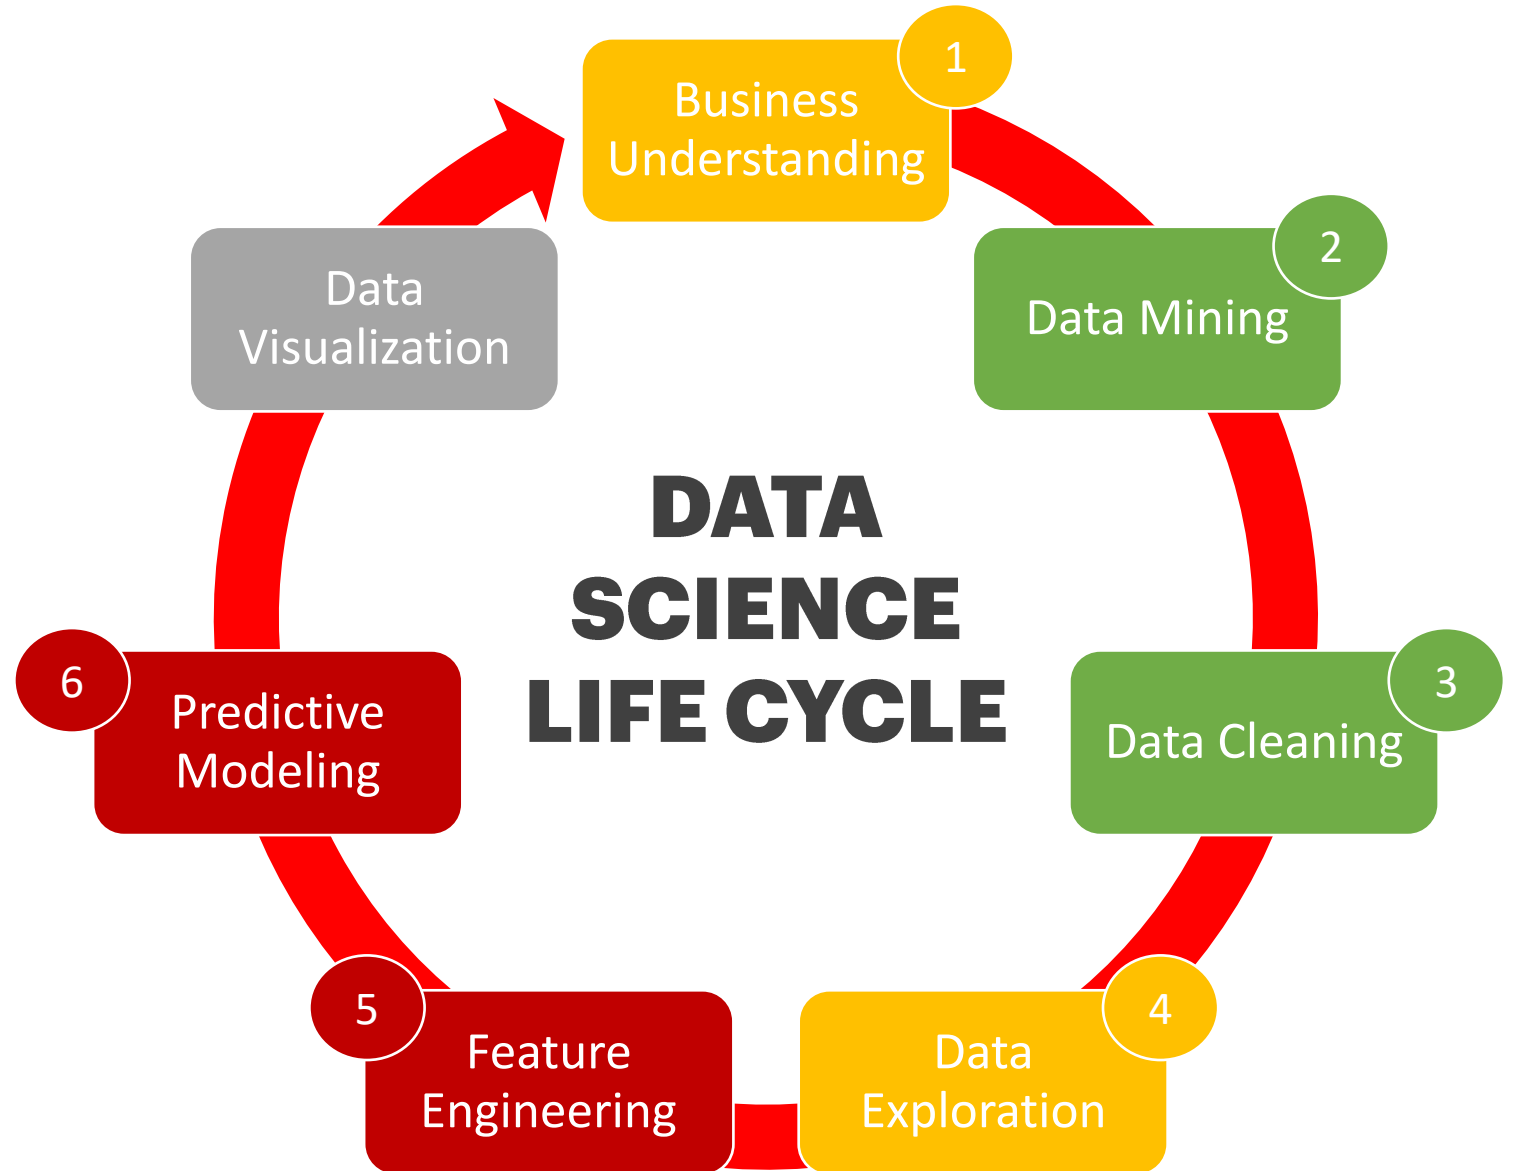 1
Business
Understanding
2
Data Mining
3
Data Cleaning
4
Data
Exploration
5
Feature
Engineering
6
Predictive
Modeling
Data
Visualization
DATA
SCIENCE
LIFE CYCLE